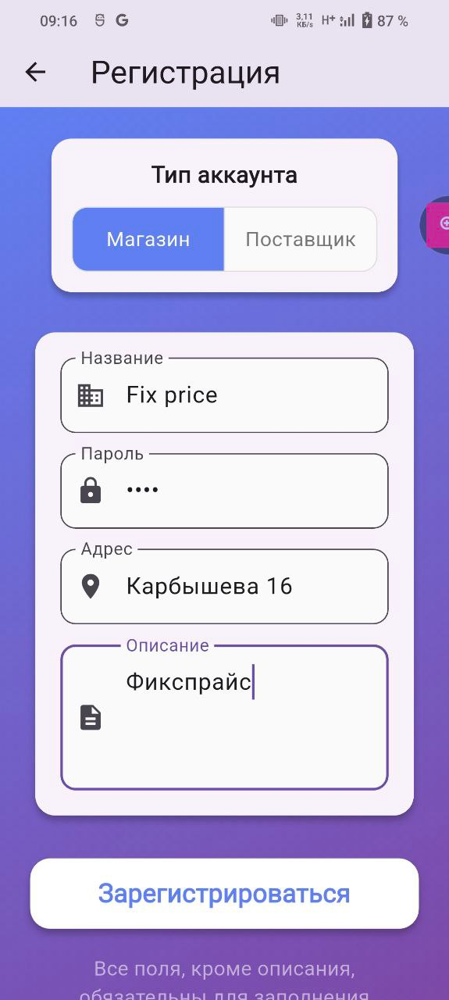 09:16 G 3,11 КБ/s H+ 87 %
Регистрация
Тип аккаунта
Магазин Поставщик
Название
Fix price
Пароль
••••
Адрес
Карбышева 16
Описание
Фикспрайс
Зарегистрироваться
Все поля, кроме описания,
обязательны для заполнения